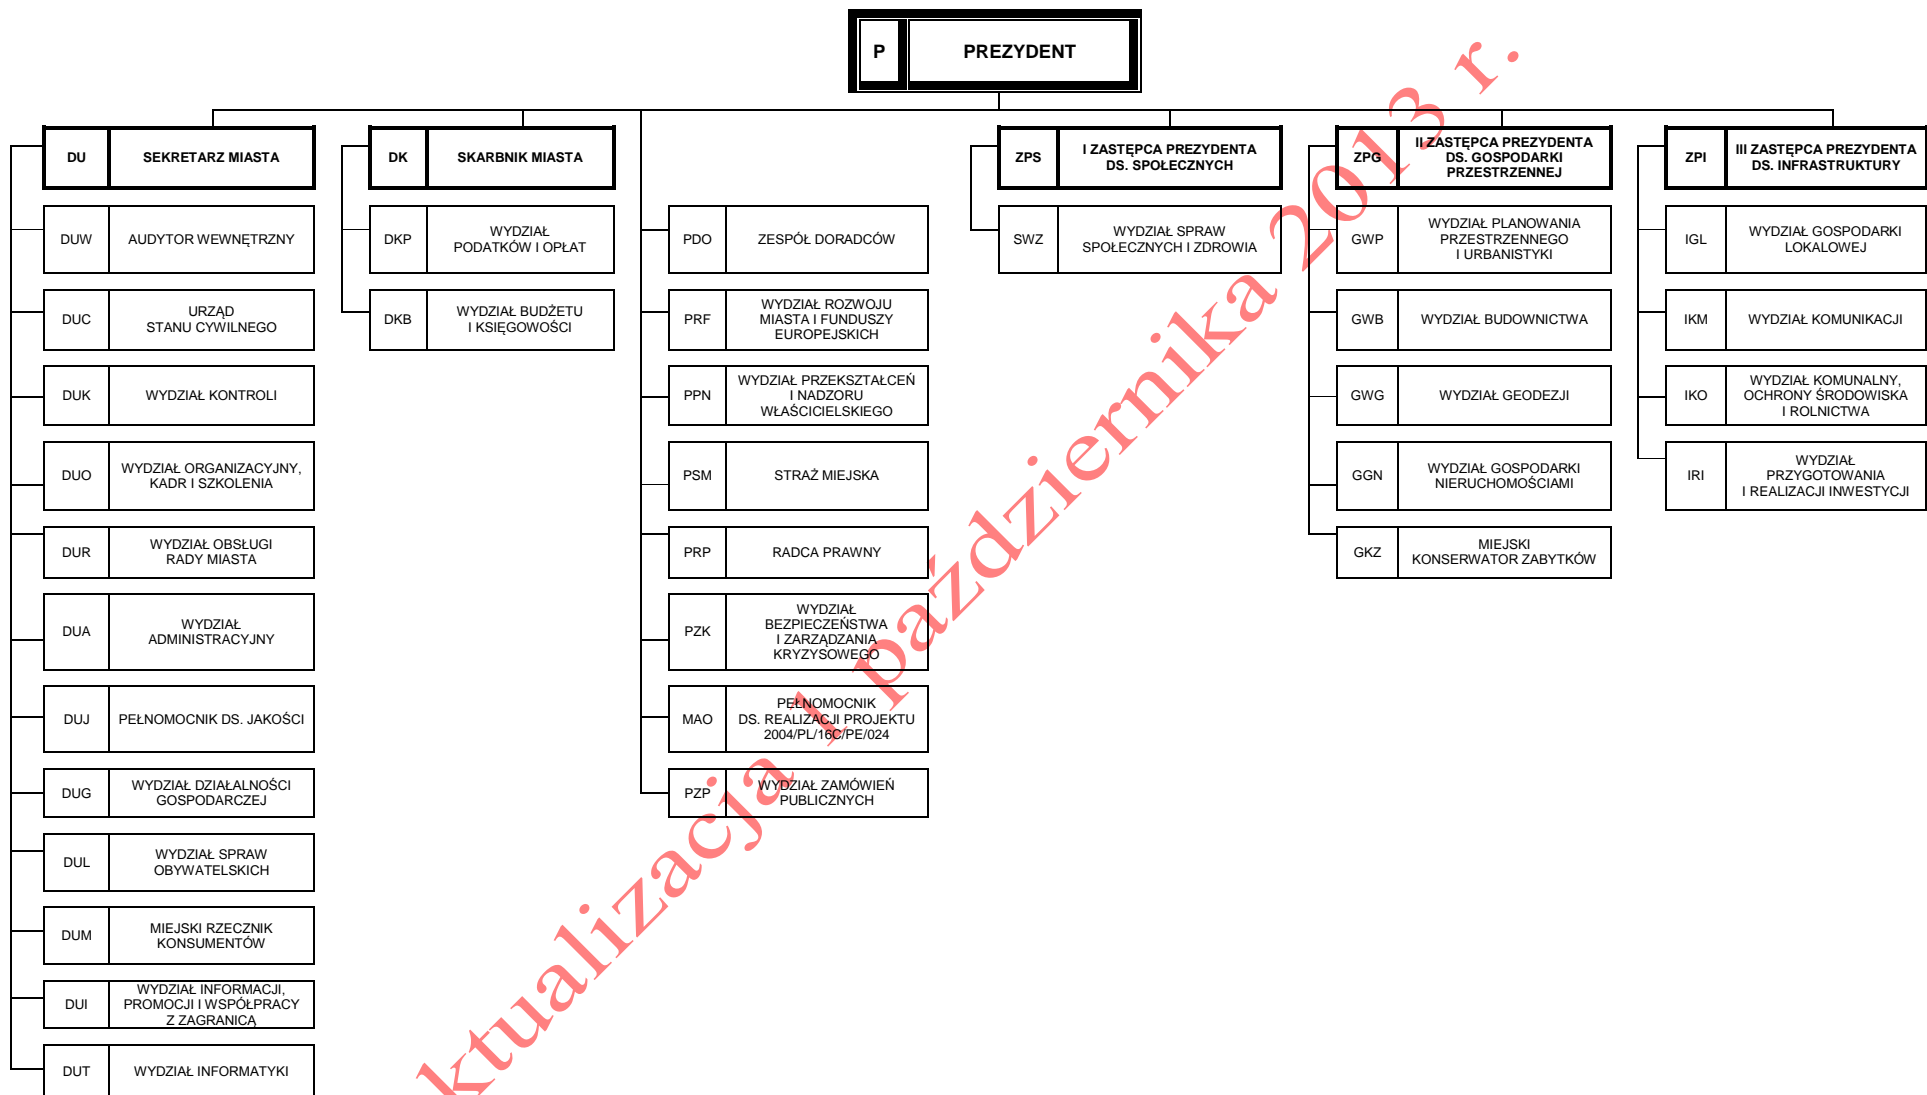 P
PREZYDENT
DU
SEKRETARZ MIASTA
DUW
AUDYTOR WEWNĘTRZNY
DUC
URZĄD
STANU CYWILNEGO
DUK
WYDZIAŁ KONTROLI
DUO
WYDZIAŁ ORGANIZACYJNY,
KADR I SZKOLENIA
DUR
WYDZIAŁ OBSŁUGI
RADY MIASTA
DUA
WYDZIAŁ
ADMINISTRACYJNY
DUJ
PEŁNOMOCNIK DS. JAKOŚCI
DUG
WYDZIAŁ DZIAŁALNOŚCI
GOSPODARCZEJ
DUL
WYDZIAŁ SPRAW
OBYWATELSKICH
DUM
MIEJSKI RZECZNIK
KONSUMENTÓW
DUI
WYDZIAŁ INFORMACJI,
PROMOCJI I WSPÓŁPRACY
Z ZAGRANICĄ
DUT
WYDZIAŁ INFORMATYKI
DK
SKARBNIK MIASTA
DKP
WYDZIAŁ
PODATKÓW I OPŁAT
DKB
WYDZIAŁ BUDŻETU
I KSIĘGOWOŚCI
PDO
ZESPÓŁ DORADCÓW
PRF
WYDZIAŁ ROZWOJU
MIASTA I FUNDUSZY
EUROPEJSKICH
PPN
WYDZIAŁ PRZEKSZTAŁCEŃ
I NADZORU
WŁAŚCICIELSKIEGO
PSM
STRAŻ MIEJSKA
PRP
RADCA PRAWNY
PZK
WYDZIAŁ
BEZPIECZEŃSTWA
I ZARZĄDZANIA
KRYZYSOWEGO
MAO
PEŁNOMOCNIK
DS. REALIZACJI PROJEKTU
2004/PL/16C/PE/024
PZP
WYDZIAŁ ZAMÓWIEŃ
PUBLICZNYCH
ZPS
I ZASTĘPCA PREZYDENTA
DS. SPOŁECZNYCH
SWZ
WYDZIAŁ SPRAW
SPOŁECZNYCH I ZDROWIA
ZPG
II ZASTĘPCA PREZYDENTA
DS. GOSPODARKI
PRZESTRZENNEJ
GWP
WYDZIAŁ PLANOWANIA
PRZESTRZENNEGO
I URBANISTYKI
GWB
WYDZIAŁ BUDOWNICTWA
GWG
WYDZIAŁ GEODEZJI
GGN
WYDZIAŁ GOSPODARKI
NIERUCHOMOŚCIAMI
GKZ
MIEJSKI
KONSERWATOR ZABYTKÓW
ZPI
III ZASTĘPCA PREZYDENTA
DS. INFRASTRUKTURY
IGL
WYDZIAŁ GOSPODARKI
LOKALOWEJ
IKM
WYDZIAŁ KOMUNIKACJI
IKO
WYDZIAŁ KOMUNALNY,
OCHRONY ŚRODOWISKA
I ROLNICTWA
IRI
WYDZIAŁ
PRZYGOTOWANIA
I REALIZACJI INWESTYCJI
ktualizacja 1 października 2013 r.